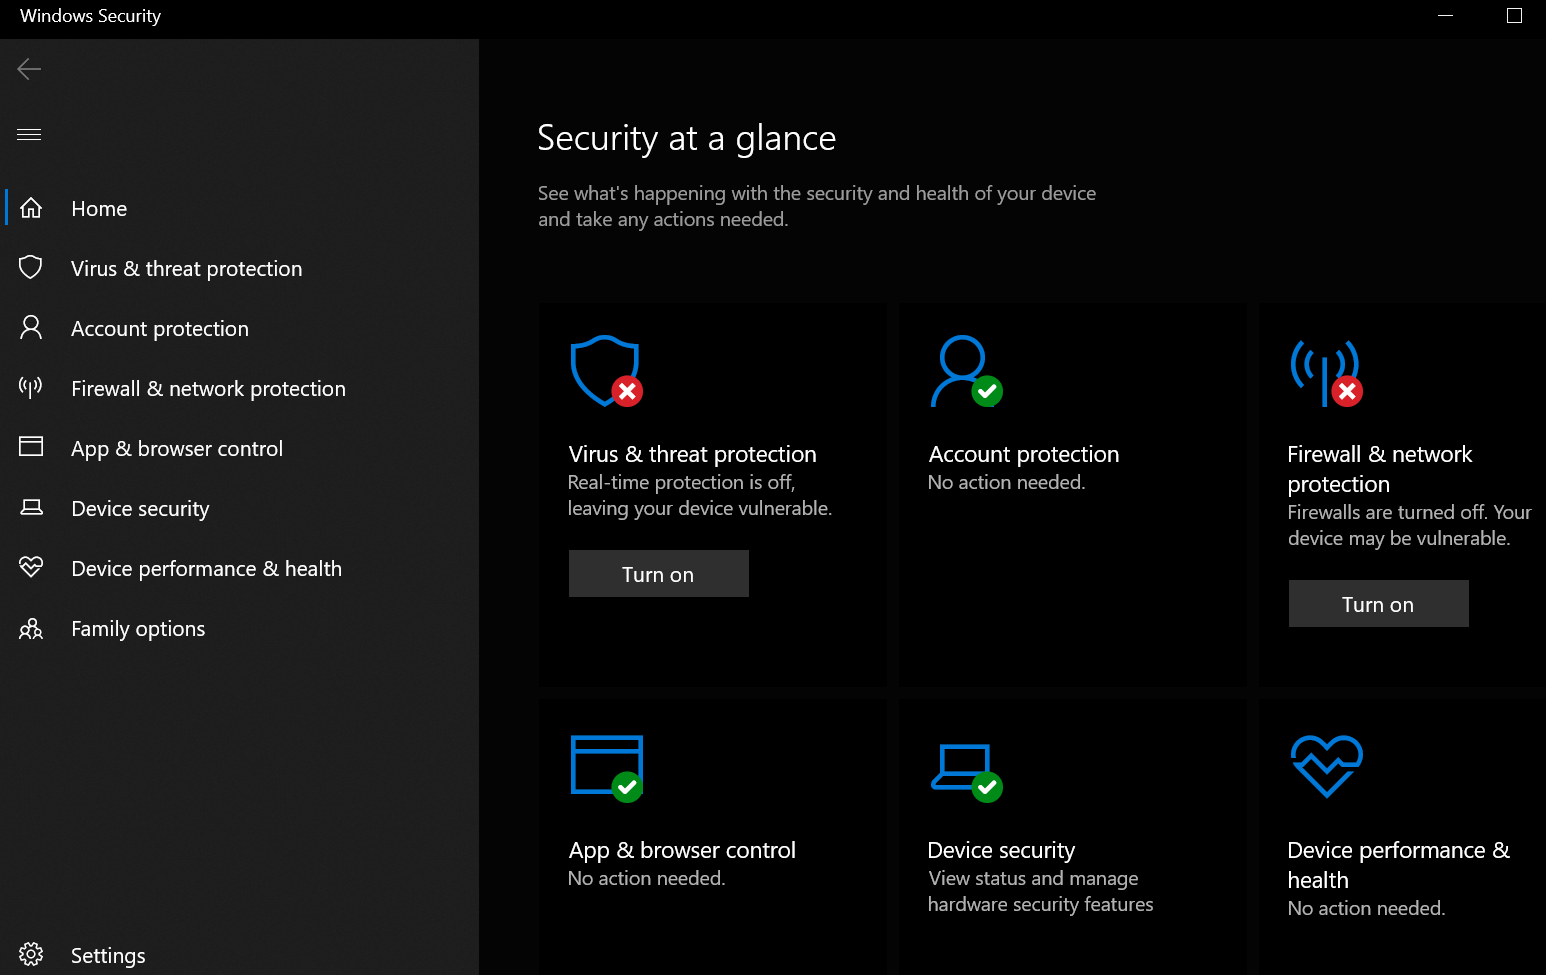 Windows Security
Home
Virus & threat protection
Account protection
Firewall & network protection
App & browser control
Device security
Device performance & health
Family options
Settings
Security at a glance
See what's happening with the security and health of your device
and take any actions needed.
Virus & threat protection
Real-time protection is off,
leaving your device vulnerable.
Turn on
Account protection
No action needed.
Firewall & network
protection
Firewalls are turned off. Your
device may be vulnerable.
Turn on
App & browser control
No action needed.
Device security
View status and manage
hardware security features
Device performance &
health
No action needed.